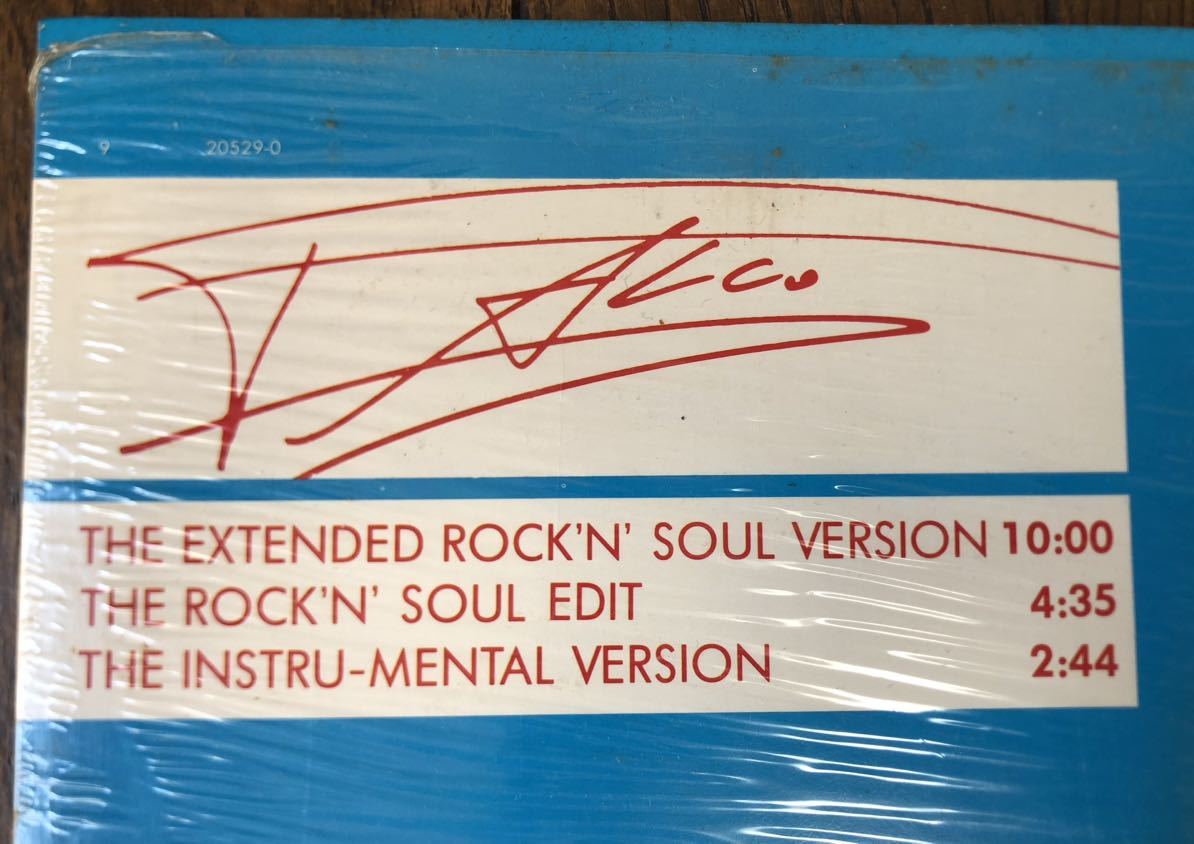 9 20529-0
FALCO
THE EXTENDED ROCK'N' SOUL VERSION 10:00
THE ROCK'N' SOUL EDIT 4:35
THE INSTRU-MENTAL VERSION 2:44